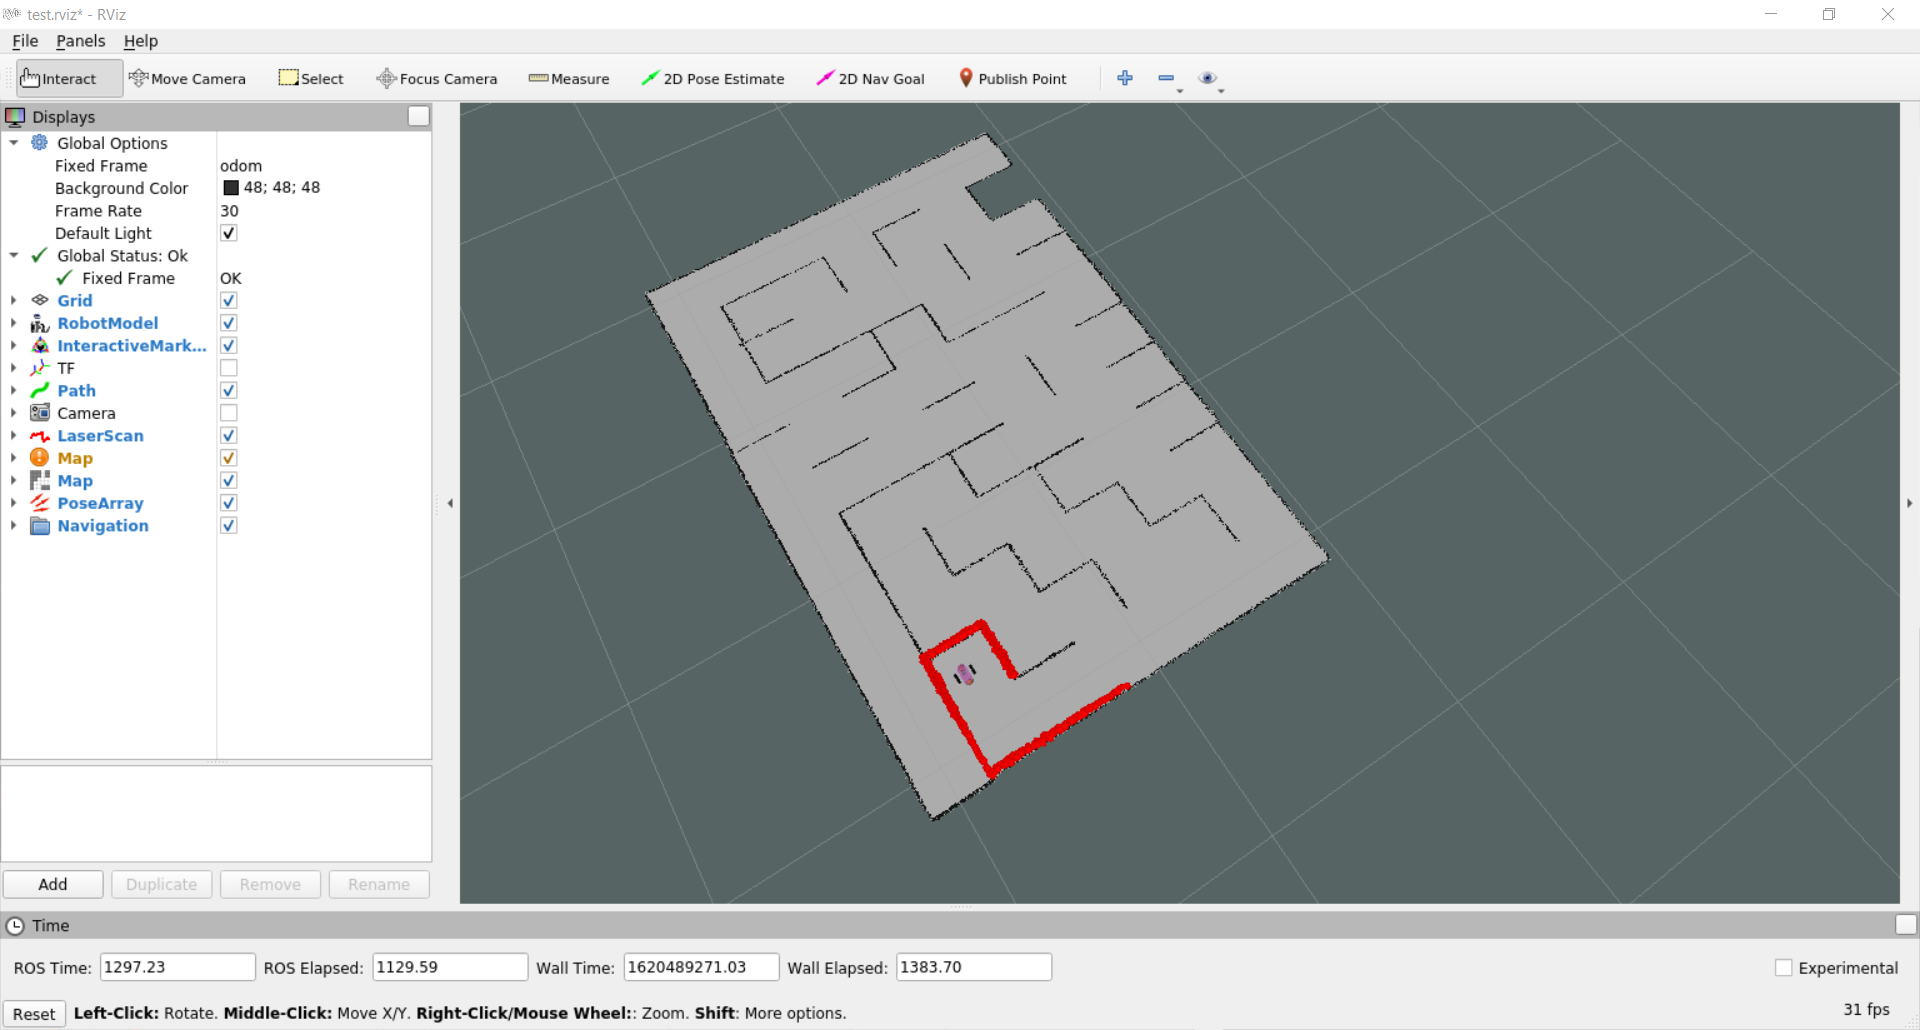 test.rviz* - RViz
File Panels Help
Interact Move Camera Select Focus Camera Measure 2D Pose Estimate 2D Nav Goal Publish Point
Displays
Global Options
Fixed Frame odom
Background Color 48; 48; 48
Frame Rate 30
Default Light
Global Status: Ok
Fixed Frame OK
Grid
RobotModel
InteractiveMark...
TF
Path
Camera
LaserScan
Map
Map
PoseArray
Navigation
Add Duplicate Remove Rename
Time
ROS Time: 1297.23 ROS Elapsed: 1129.59 Wall Time: 1620489271.03 Wall Elapsed: 1383.70 Experimental
Reset Left-Click: Rotate. Middle-Click: Move X/Y. Right-Click/Mouse Wheel:: Zoom. Shift: More options. 31 fps